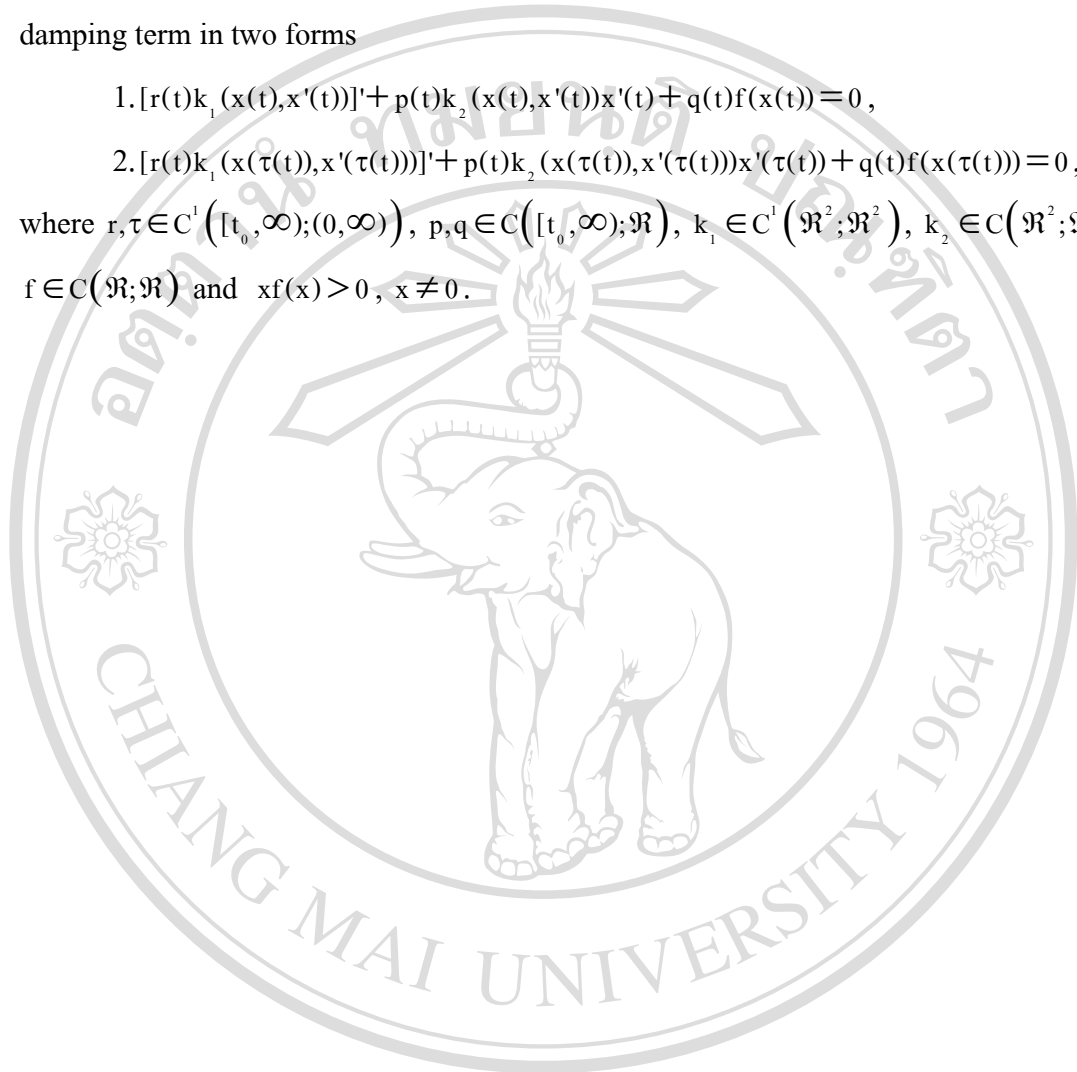 damping term in two forms
1.[r(t)k₁(x(t),x'(t))]'+p(t)k₂(x(t),x'(t))x'(t)+q(t)f(x(t))=0,
2.[r(t)k₁(x(τ(t)),x'(τ(t)))]'+p(t)k₂(x(τ(t)),x'(τ(t)))x'(τ(t))+q(t)f(x(τ(t)))=0,
where r,τ∈C¹([t₀,∞);(0,∞)), p,q∈C([t₀,∞);ℜ), k₁∈C¹(ℜ²;ℜ²), k₂∈C(ℜ²;
f∈C(ℜ;ℜ) and xf(x)>0, x≠0.
CHIANG MAI UNIVERSITY 1964